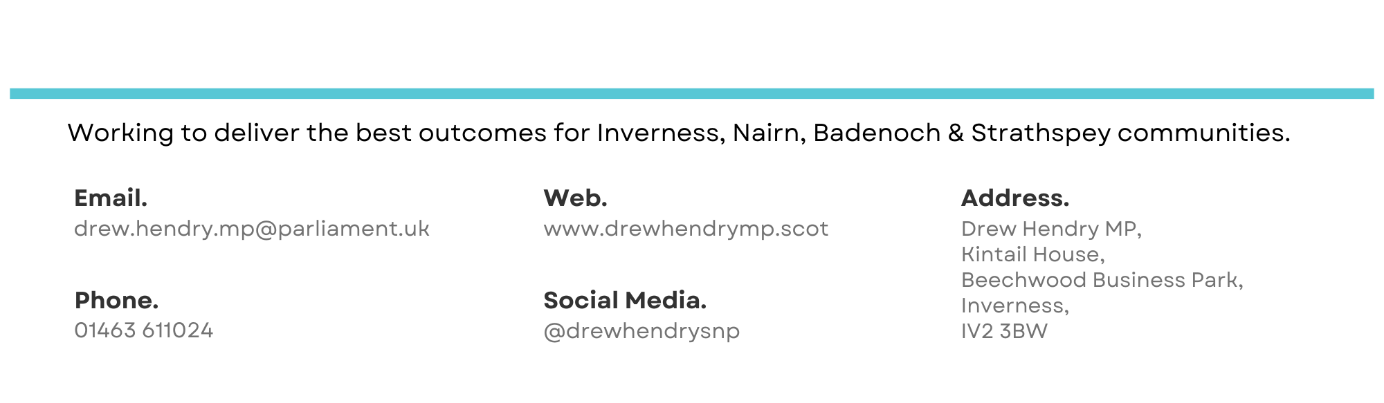 Working to deliver the best outcomes for Inverness, Nairn, Badenoch & Strathspey communities.
Email.
drew.hendry.mp@parliament.uk
Phone.
01463 611024
Web.
www.drewhendrymp.scot
Social Media.
@drewhendrysnp
Address.
Drew Hendry MP,
Kintail House,
Beechwood Business Park,
Inverness,
IV2 3BW